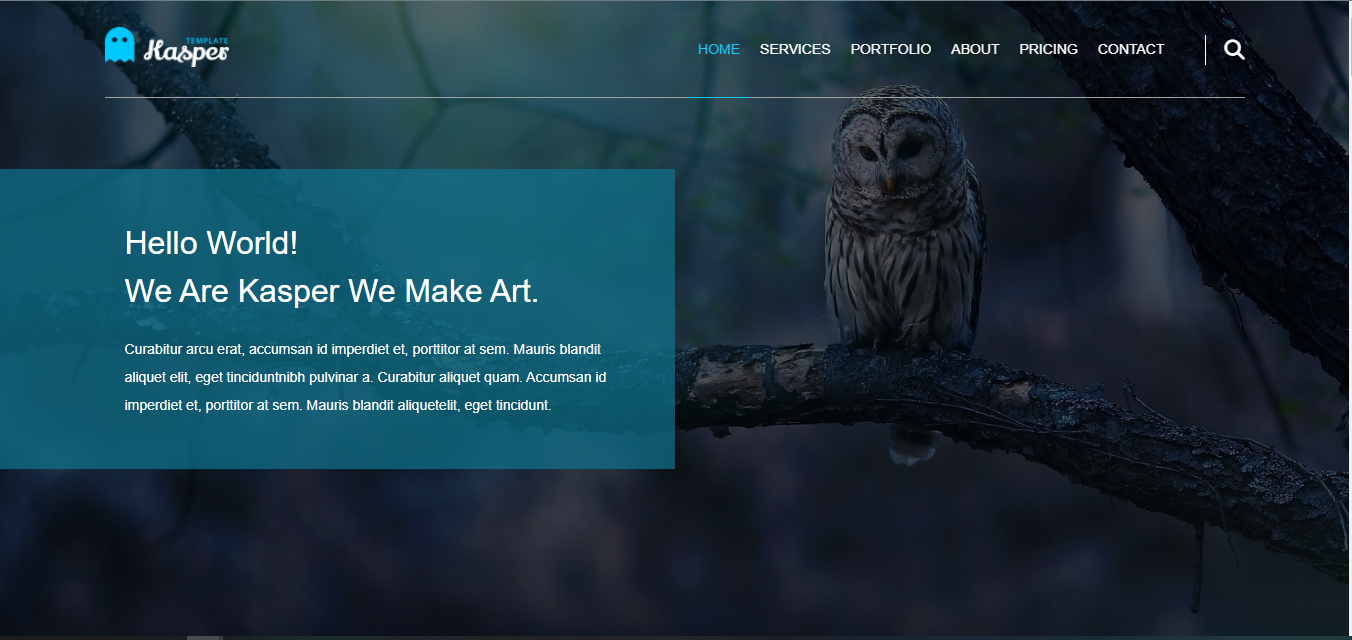 TEMPLATE
Kasper
HOME SERVICES PORTFOLIO ABOUT PRICING CONTACT
Hello World!
We Are Kasper We Make Art.
Curabitur arcu erat, accumsan id imperdiet et, porttitor at sem. Mauris blandit
aliquet elit, eget tinciduntnibh pulvinar a. Curabitur aliquet quam. Accumsan id
imperdiet et, porttitor at sem. Mauris blandit aliquetelit, eget tincidunt.